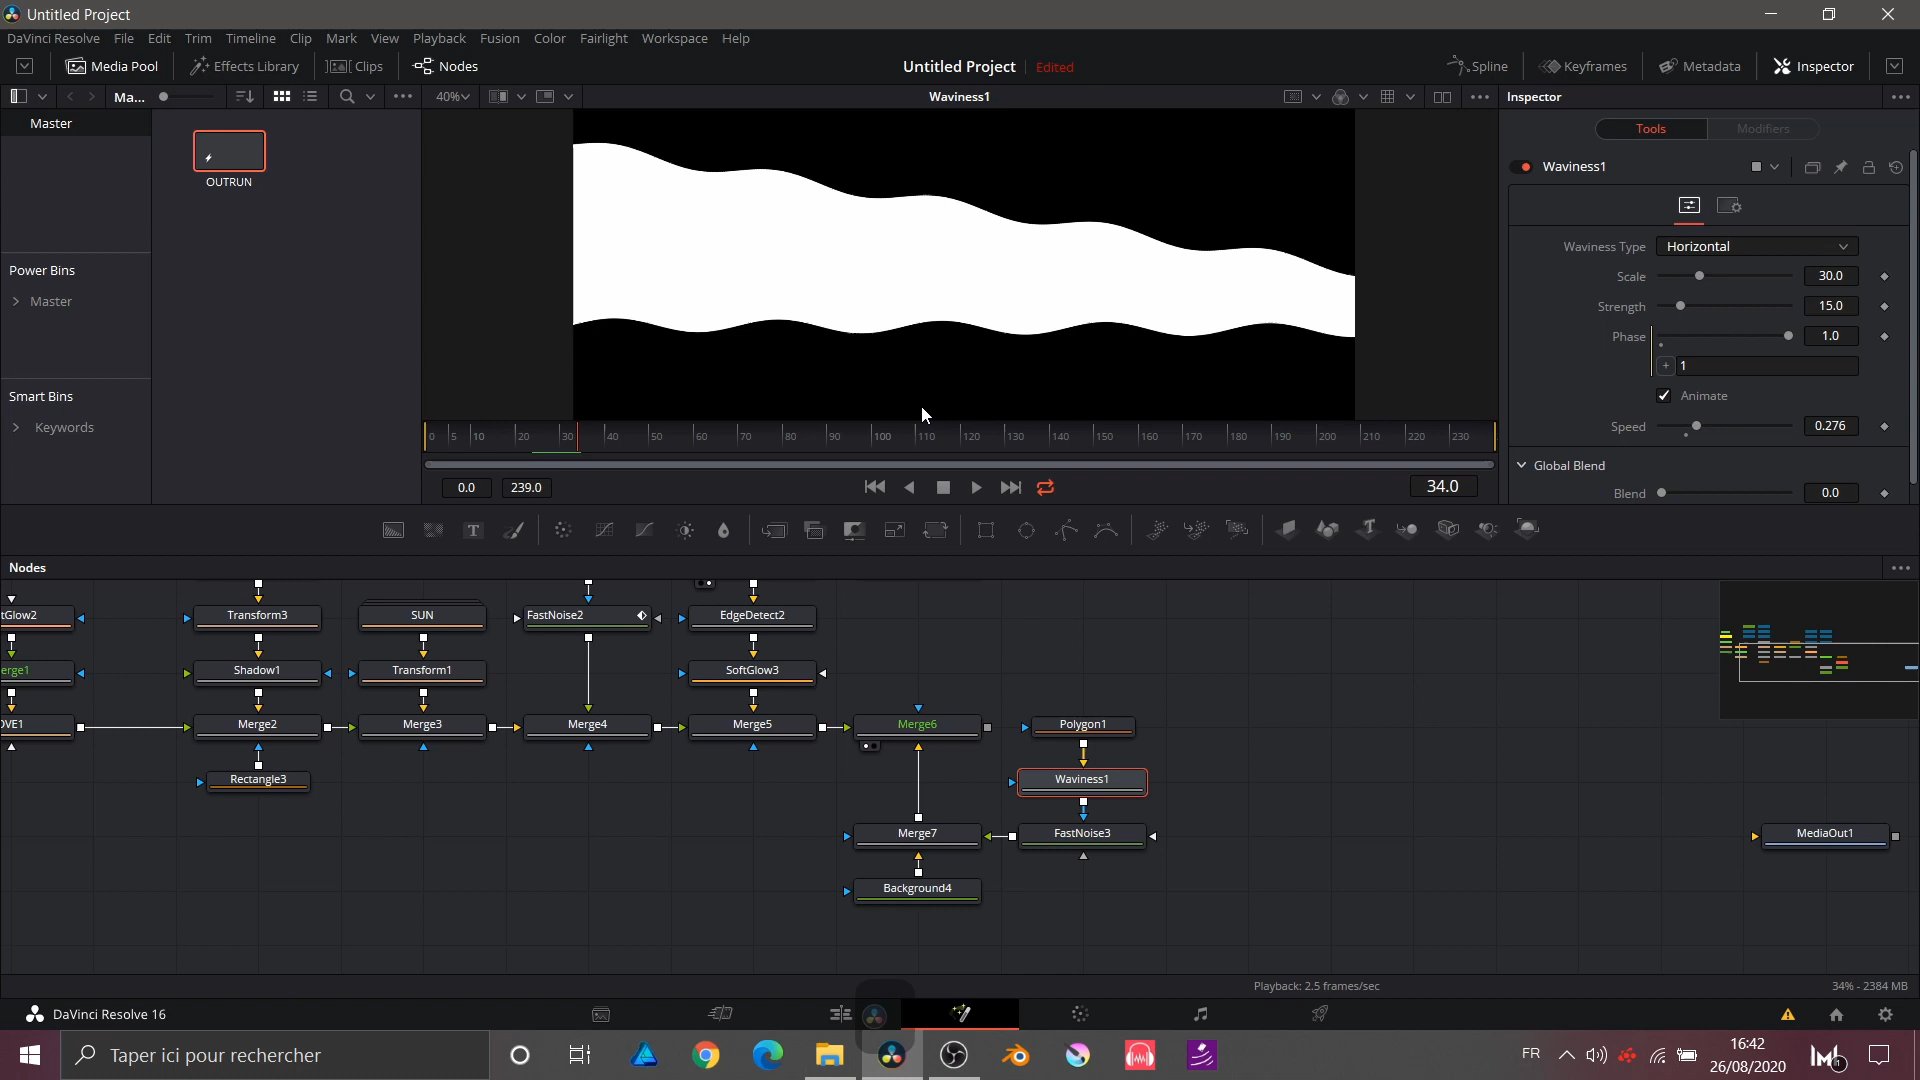 Untitled Project
DaVinci Resolve File Edit Trim Timeline Clip Mark View Playback Fusion Color Fairlight Workspace Help
Media Pool Effects Library Clips Nodes Untitled Project Edited Spline Keyframes Metadata Inspector
Ma... 40% Waviness1 Inspector
Master
OUTRUN
Power Bins
Master
Smart Bins
Keywords
Tools Modifiers
Waviness1
Waviness Type Horizontal
Scale 30.0
Strength 15.0
Phase 1.0
1
Animate
Speed 0.276
Global Blend
Blend 0.0
0 5 10 20 30 40 50 60 70 80 90 100 110 120 130 140 150 160 170 180 190 200 210 220 230
0.0 239.0 34.0
Nodes
tGlow2 Transform3 SUN FastNoise2 EdgeDetect2
erge1 Shadow1 Transform1 SoftGlow3
OVE1 Merge2 Merge3 Merge4 Merge5 Merge6 Polygon1
Rectangle3 Waviness1
Merge7 FastNoise3 MediaOut1
Background4
Playback: 2.5 frames/sec 34% - 2384 MB
DaVinci Resolve 16
Taper ici pour rechercher
FR 16:42
26/08/2020
1